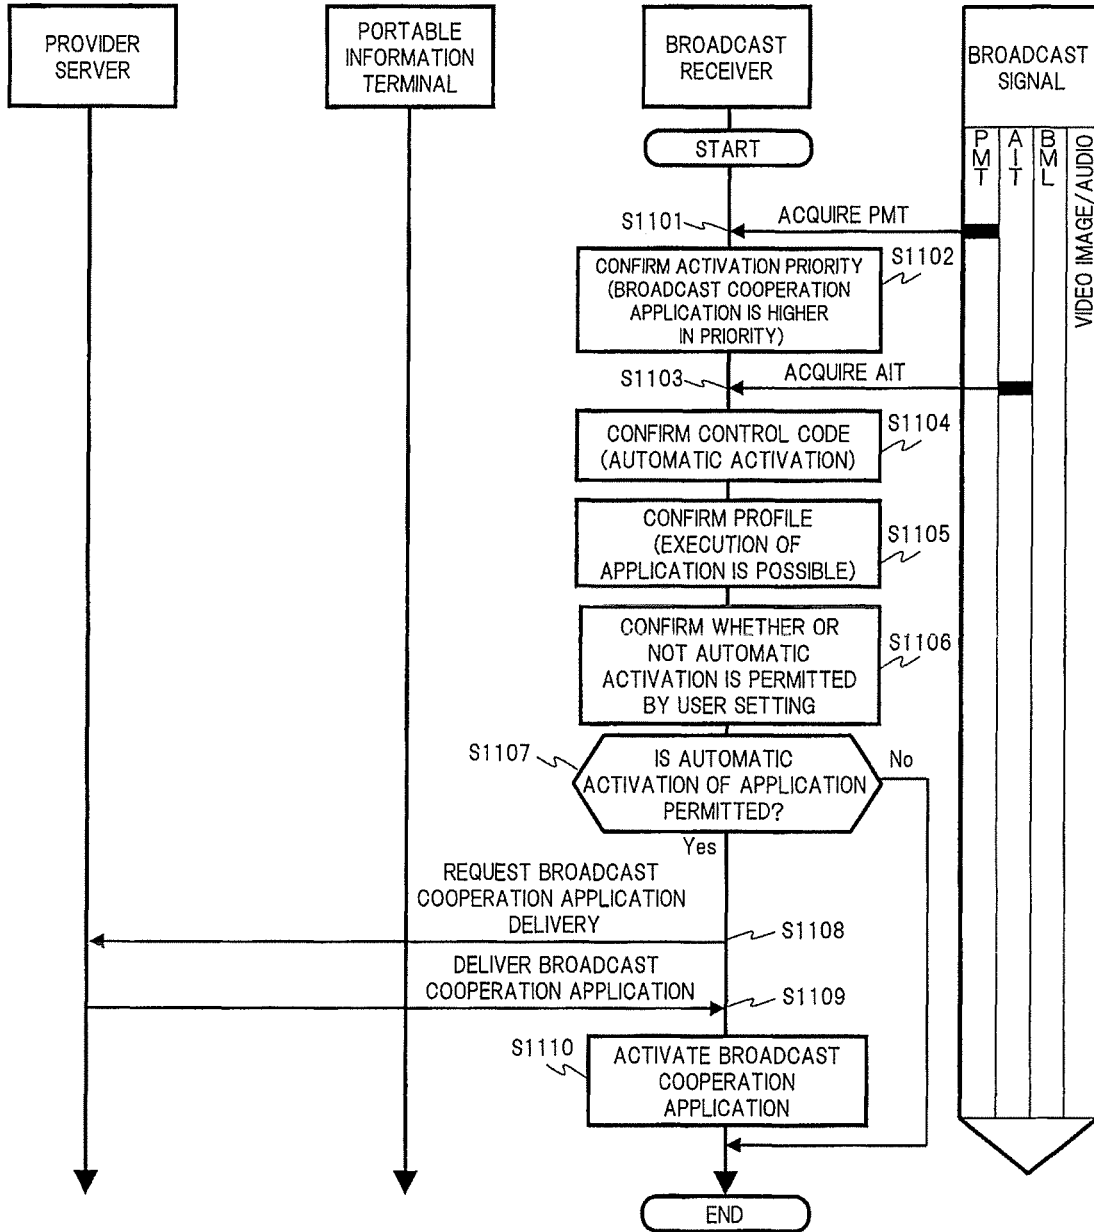 PROVIDER
SERVER
PORTABLE
INFORMATION
TERMINAL
BROADCAST
RECEIVER
BROADCAST
SIGNAL
START
PMT
AIT
BML
VIDEO IMAGE/AUDIO
S1101
ACQUIRE PMT
S1102
CONFIRM ACTIVATION PRIORITY
(BROADCAST COOPERATION
APPLICATION IS HIGHER
IN PRIORITY)
S1103
ACQUIRE AIT
S1104
CONFIRM CONTROL CODE
(AUTOMATIC ACTIVATION)
S1105
CONFIRM PROFILE
(EXECUTION OF
APPLICATION IS POSSIBLE)
S1106
CONFIRM WHETHER OR
NOT AUTOMATIC
ACTIVATION IS PERMITTED
BY USER SETTING
S1107
IS AUTOMATIC
ACTIVATION OF APPLICATION
PERMITTED?
No
Yes
REQUEST BROADCAST
COOPERATION APPLICATION
DELIVERY
S1108
DELIVER BROADCAST
COOPERATION APPLICATION
S1109
S1110
ACTIVATE BROADCAST
COOPERATION
APPLICATION
END